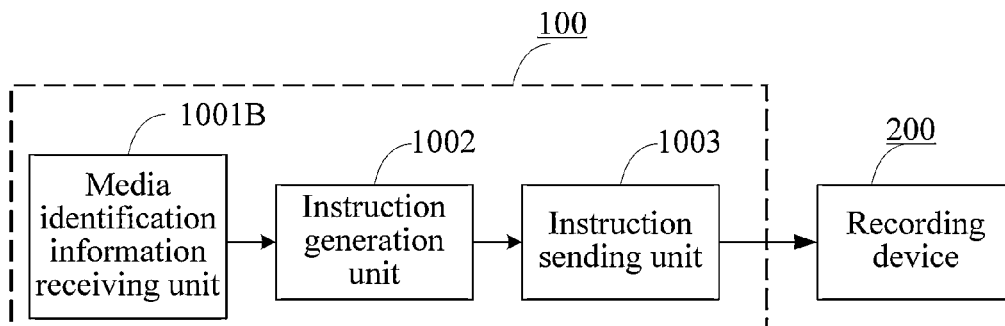 100
1001B
1002
1003
200
Media
identification
information
receiving unit
Instruction
generation
unit
Instruction
sending unit
Recording
device